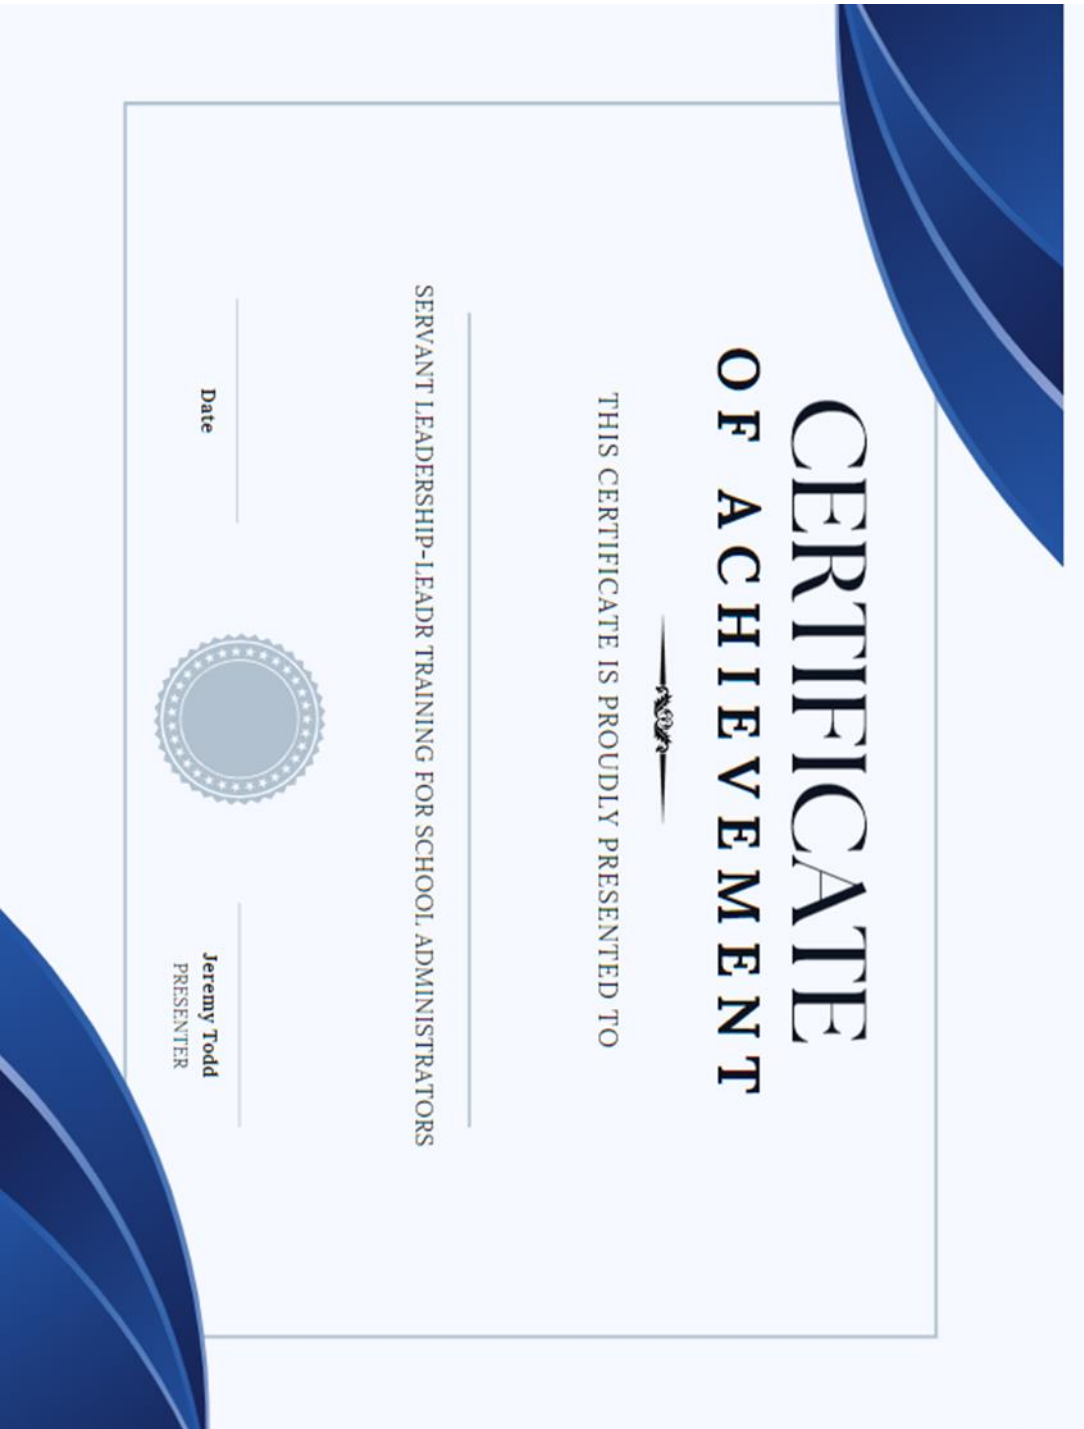 CERTIFICATE
OF ACHIEVEMENT
THIS CERTIFICATE IS PROUDLY PRESENTED TO
SERVANT LEADERSHIP-LEADR TRAINING FOR SCHOOL ADMINISTRATORS
Date
Jeremy Todd
PRESENTER